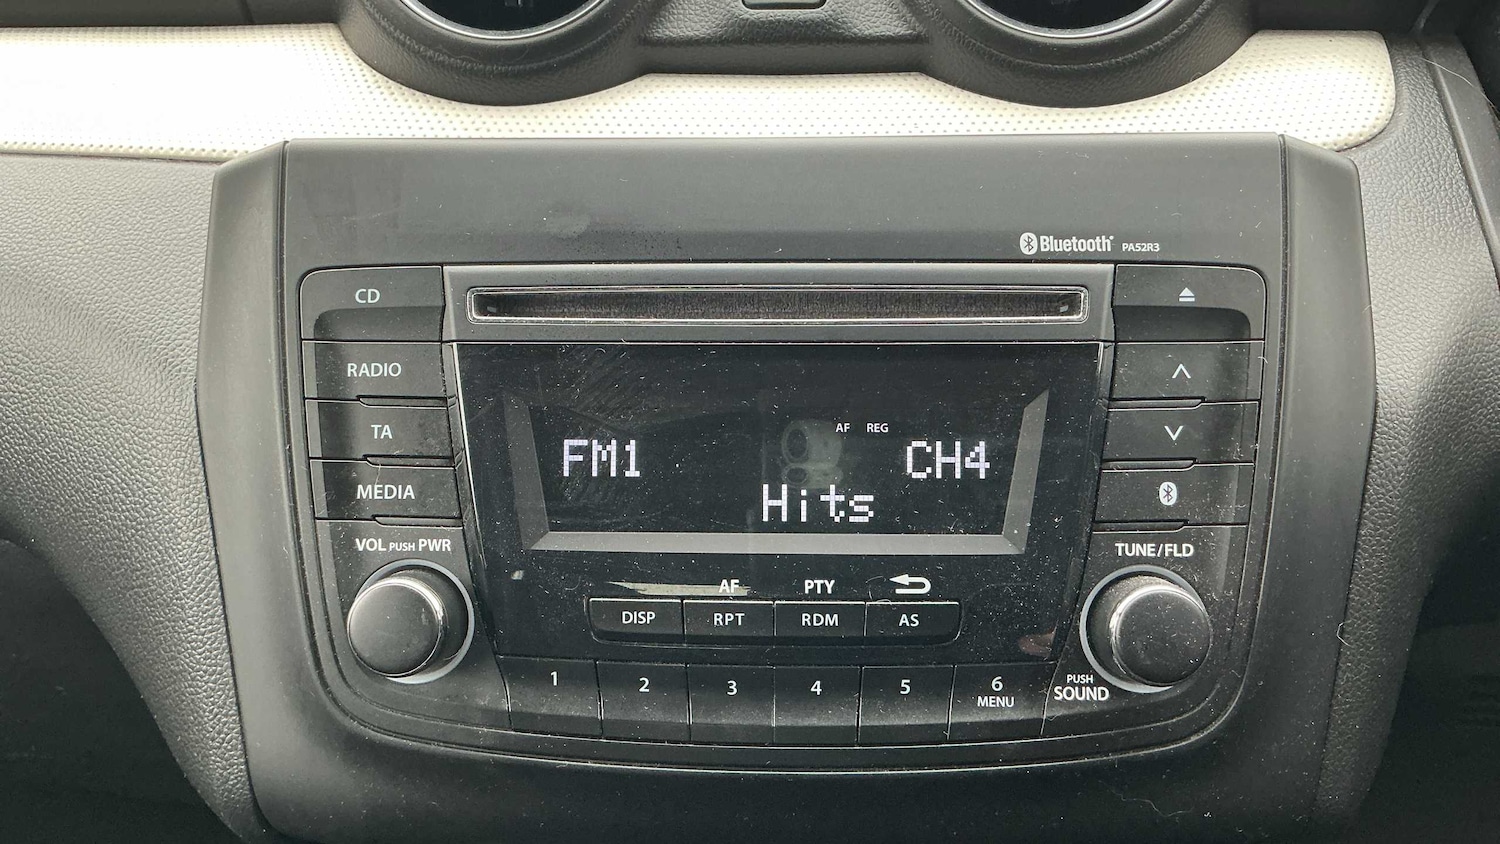 Bluetooth PA52R3
CD
RADIO
TA
MEDIA
VOL PUSH PWR
AF REG
FM1 CH4
Hits
TUNE/FLD
AF PTY
DISP RPT RDM AS
1 2 3 4 5 6
MENU
PUSH
SOUND